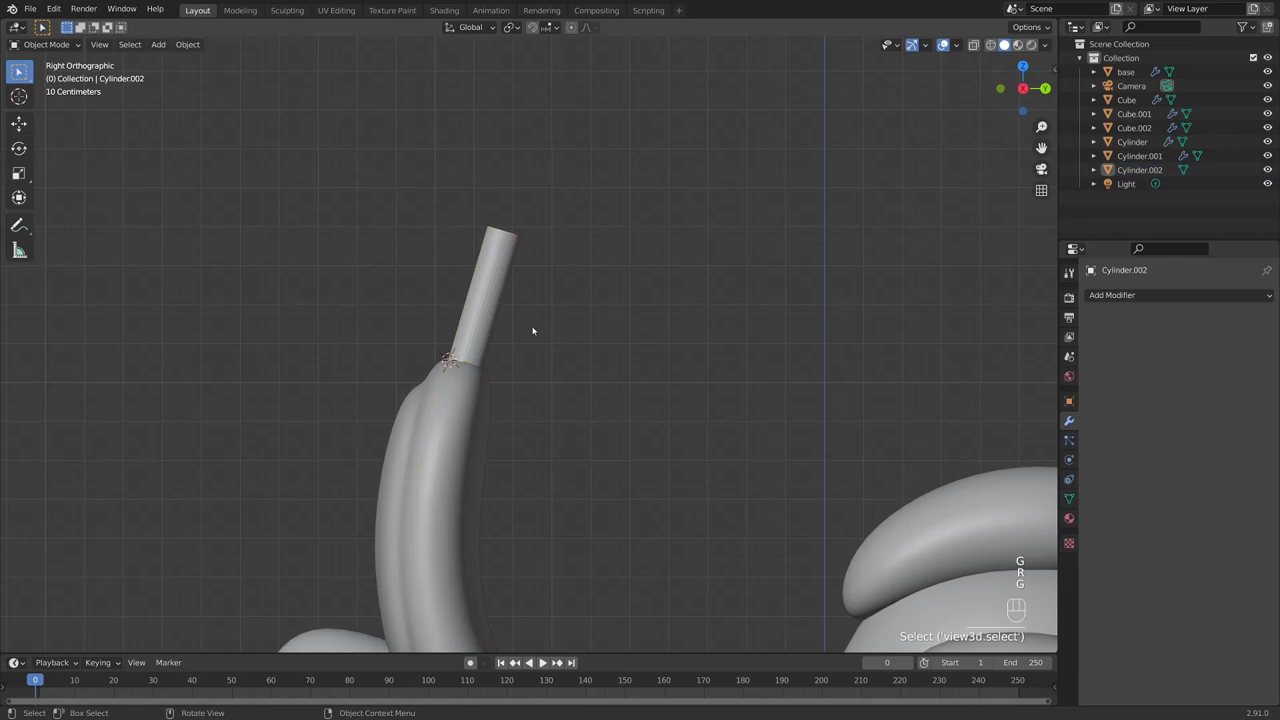 File Edit Render Window Help Layout Modeling Sculpting UV Editing Texture Paint Shading Animation Rendering Compositing Scripting + Scene View Layer
Global Options
Object Mode View Select Add Object
Right Orthographic
(0) Collection | Cylinder.002
10 Centimeters
Z
X
Y
Scene Collection
Collection
base
Camera
Cube
Cube.001
Cube.002
Cylinder
Cylinder.001
Cylinder.002
Light
Cylinder.002
Add Modifier
G
R
G
Select ('view3d.select')
Playback Keying View Marker 0 Start 1 End 250
0 10 20 30 40 50 60 70 80 90 100 110 120 130 140 150 160 170 180 190 200 210 220 230 240 250
Select Box Select Rotate View Object Context Menu 2.91.0